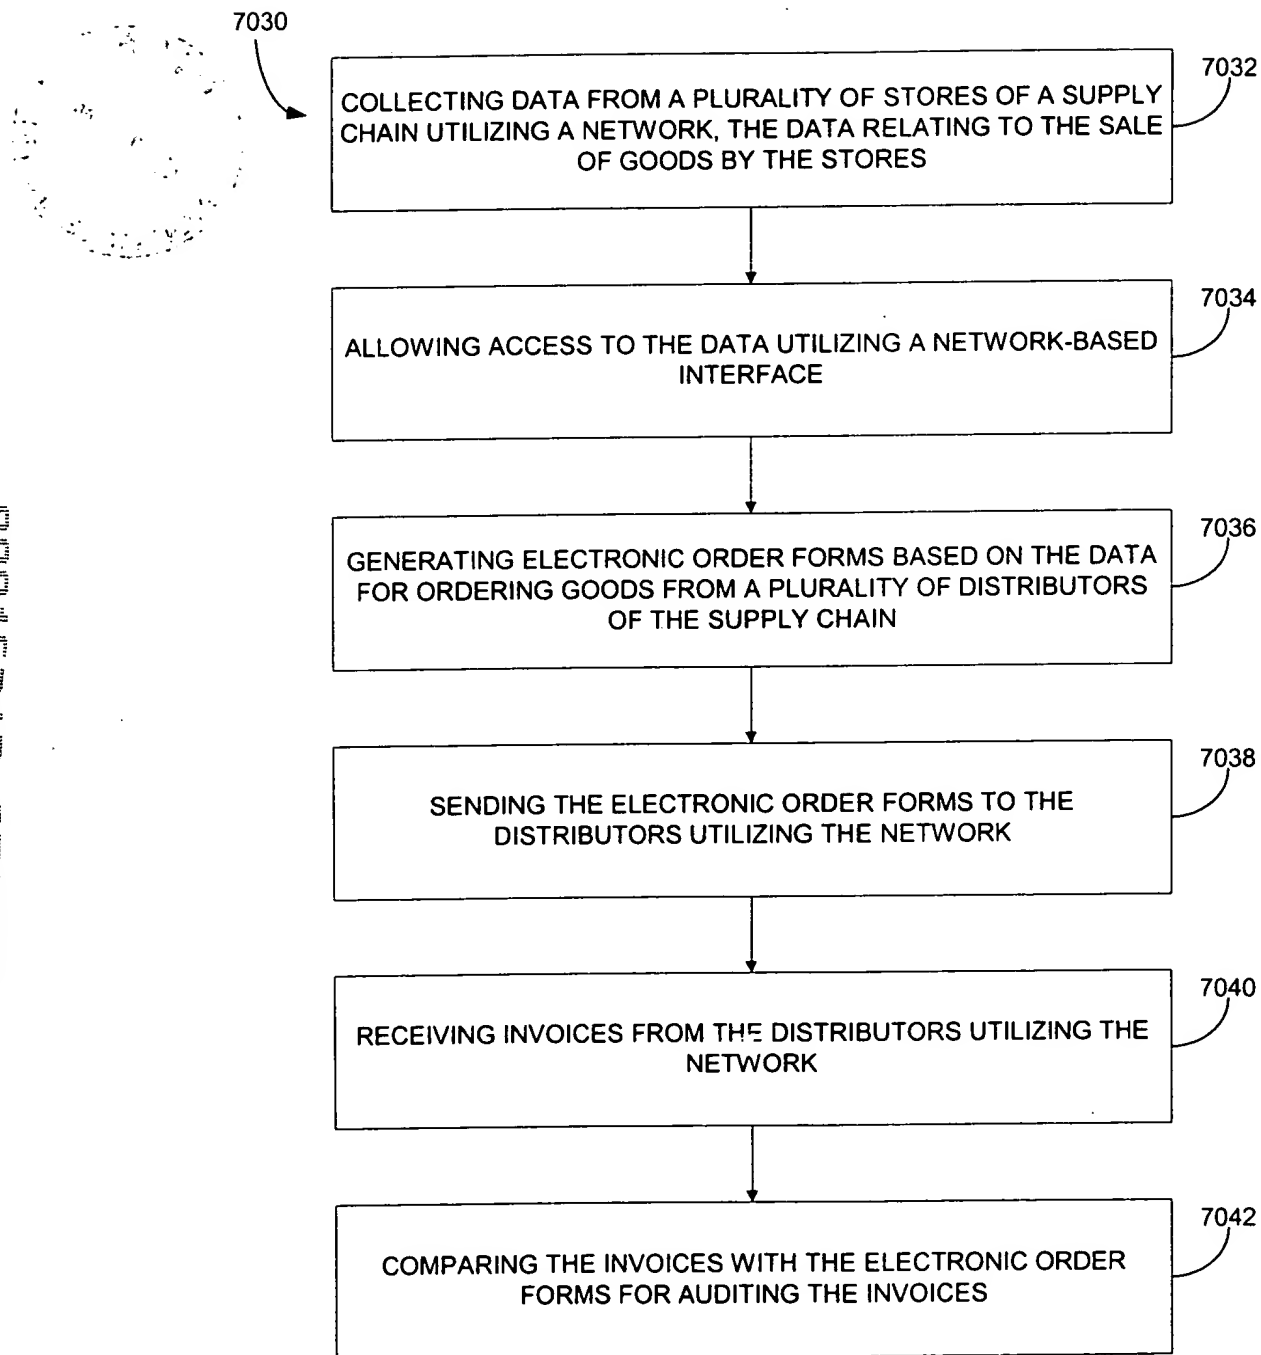 7030
7032
COLLECTING DATA FROM A PLURALITY OF STORES OF A SUPPLY
CHAIN UTILIZING A NETWORK, THE DATA RELATING TO THE SALE
OF GOODS BY THE STORES
7034
ALLOWING ACCESS TO THE DATA UTILIZING A NETWORK-BASED
INTERFACE
7036
GENERATING ELECTRONIC ORDER FORMS BASED ON THE DATA
FOR ORDERING GOODS FROM A PLURALITY OF DISTRIBUTORS
OF THE SUPPLY CHAIN
7038
SENDING THE ELECTRONIC ORDER FORMS TO THE
DISTRIBUTORS UTILIZING THE NETWORK
7040
RECEIVING INVOICES FROM THE DISTRIBUTORS UTILIZING THE
NETWORK
7042
COMPARING THE INVOICES WITH THE ELECTRONIC ORDER
FORMS FOR AUDITING THE INVOICES